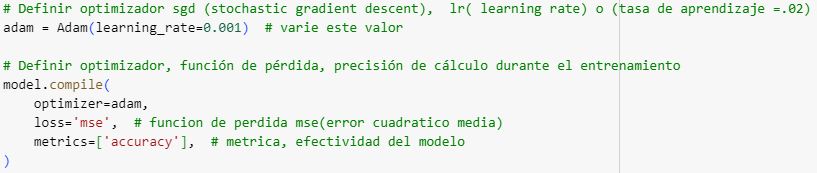 # Definir optimizador sgd (stochastic gradient descent),  lr( learning rate) o (tasa de aprendizaje =.02)
adam = Adam(learning_rate=0.001)  # varie este valor

# Definir optimizador, función de pérdida, precisión de cálculo durante el entrenamiento
model.compile(
    optimizer=adam,
    loss='mse',  # funcion de perdida mse(error cuadratico media)
    metrics=['accuracy'],  # metrica, efectividad del modelo
)